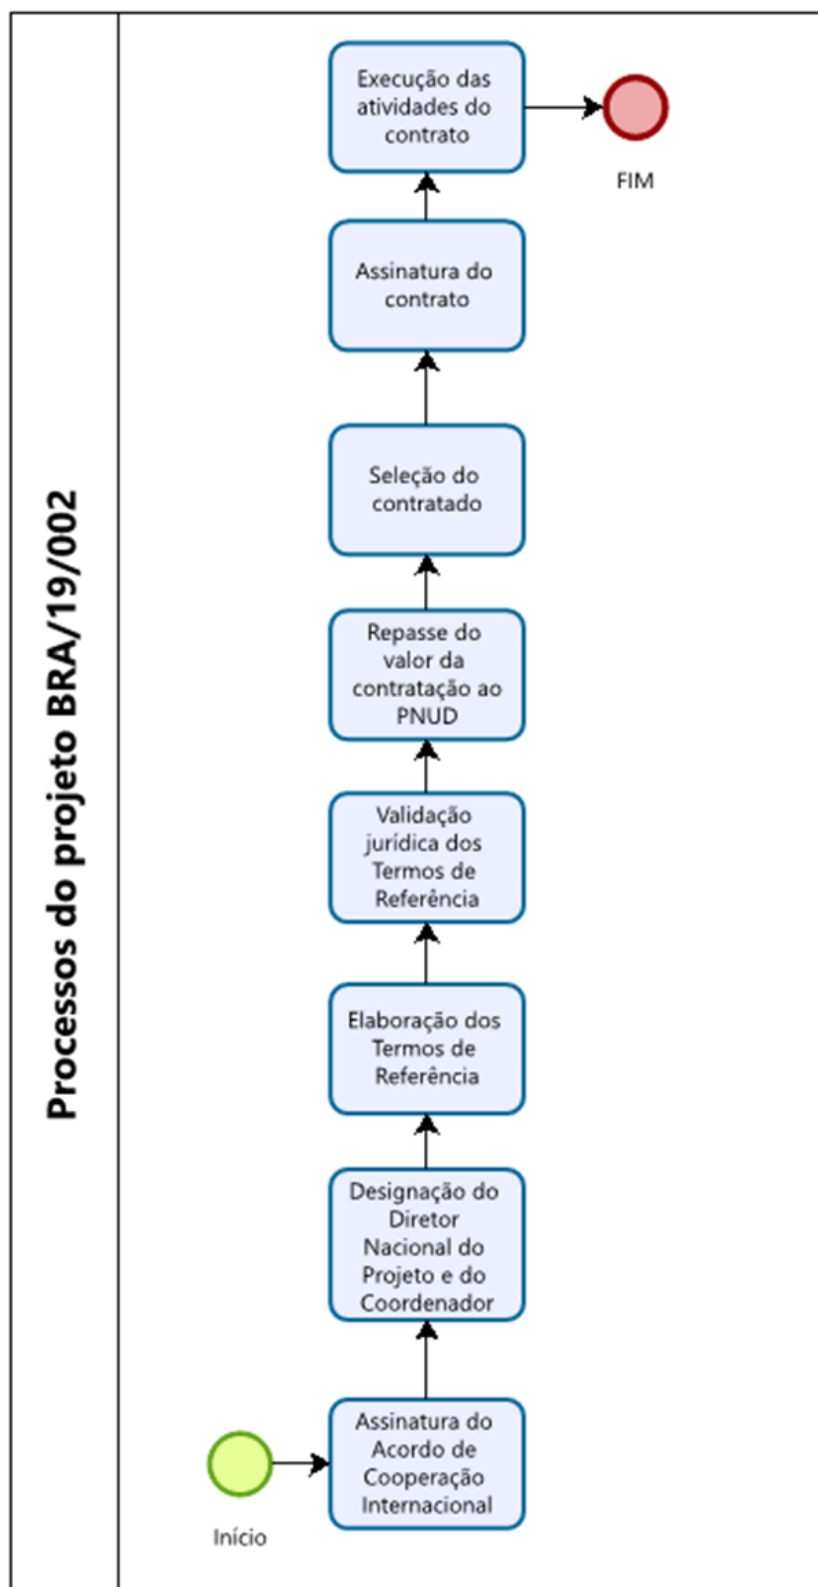 Processos do projeto BRA/19/002
Execução das
atividades do
contrato
FIM
Assinatura do
contrato
Seleção do
contratado
Repasse do
valor da
contratação ao
PNUD
Validação
jurídica dos
Termos de
Referência
Elaboração dos
Termos de
Referência
Designação do
Diretor
Nacional do
Projeto e do
Coordenador
Assinatura do
Acordo de
Cooperação
Internacional
Início